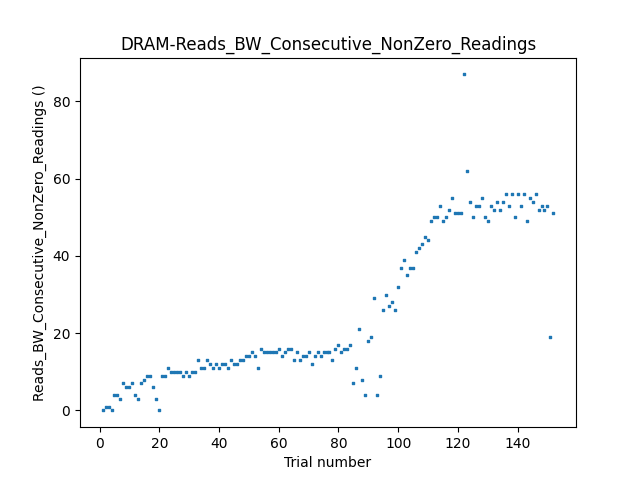 DRAM-Reads_BW_Consecutive_NonZero_Readings
Reads_BW_Consecutive_NonZero_Readings ()
80
60
40
20
0
0 20 40 60 80 100 120 140
Trial number